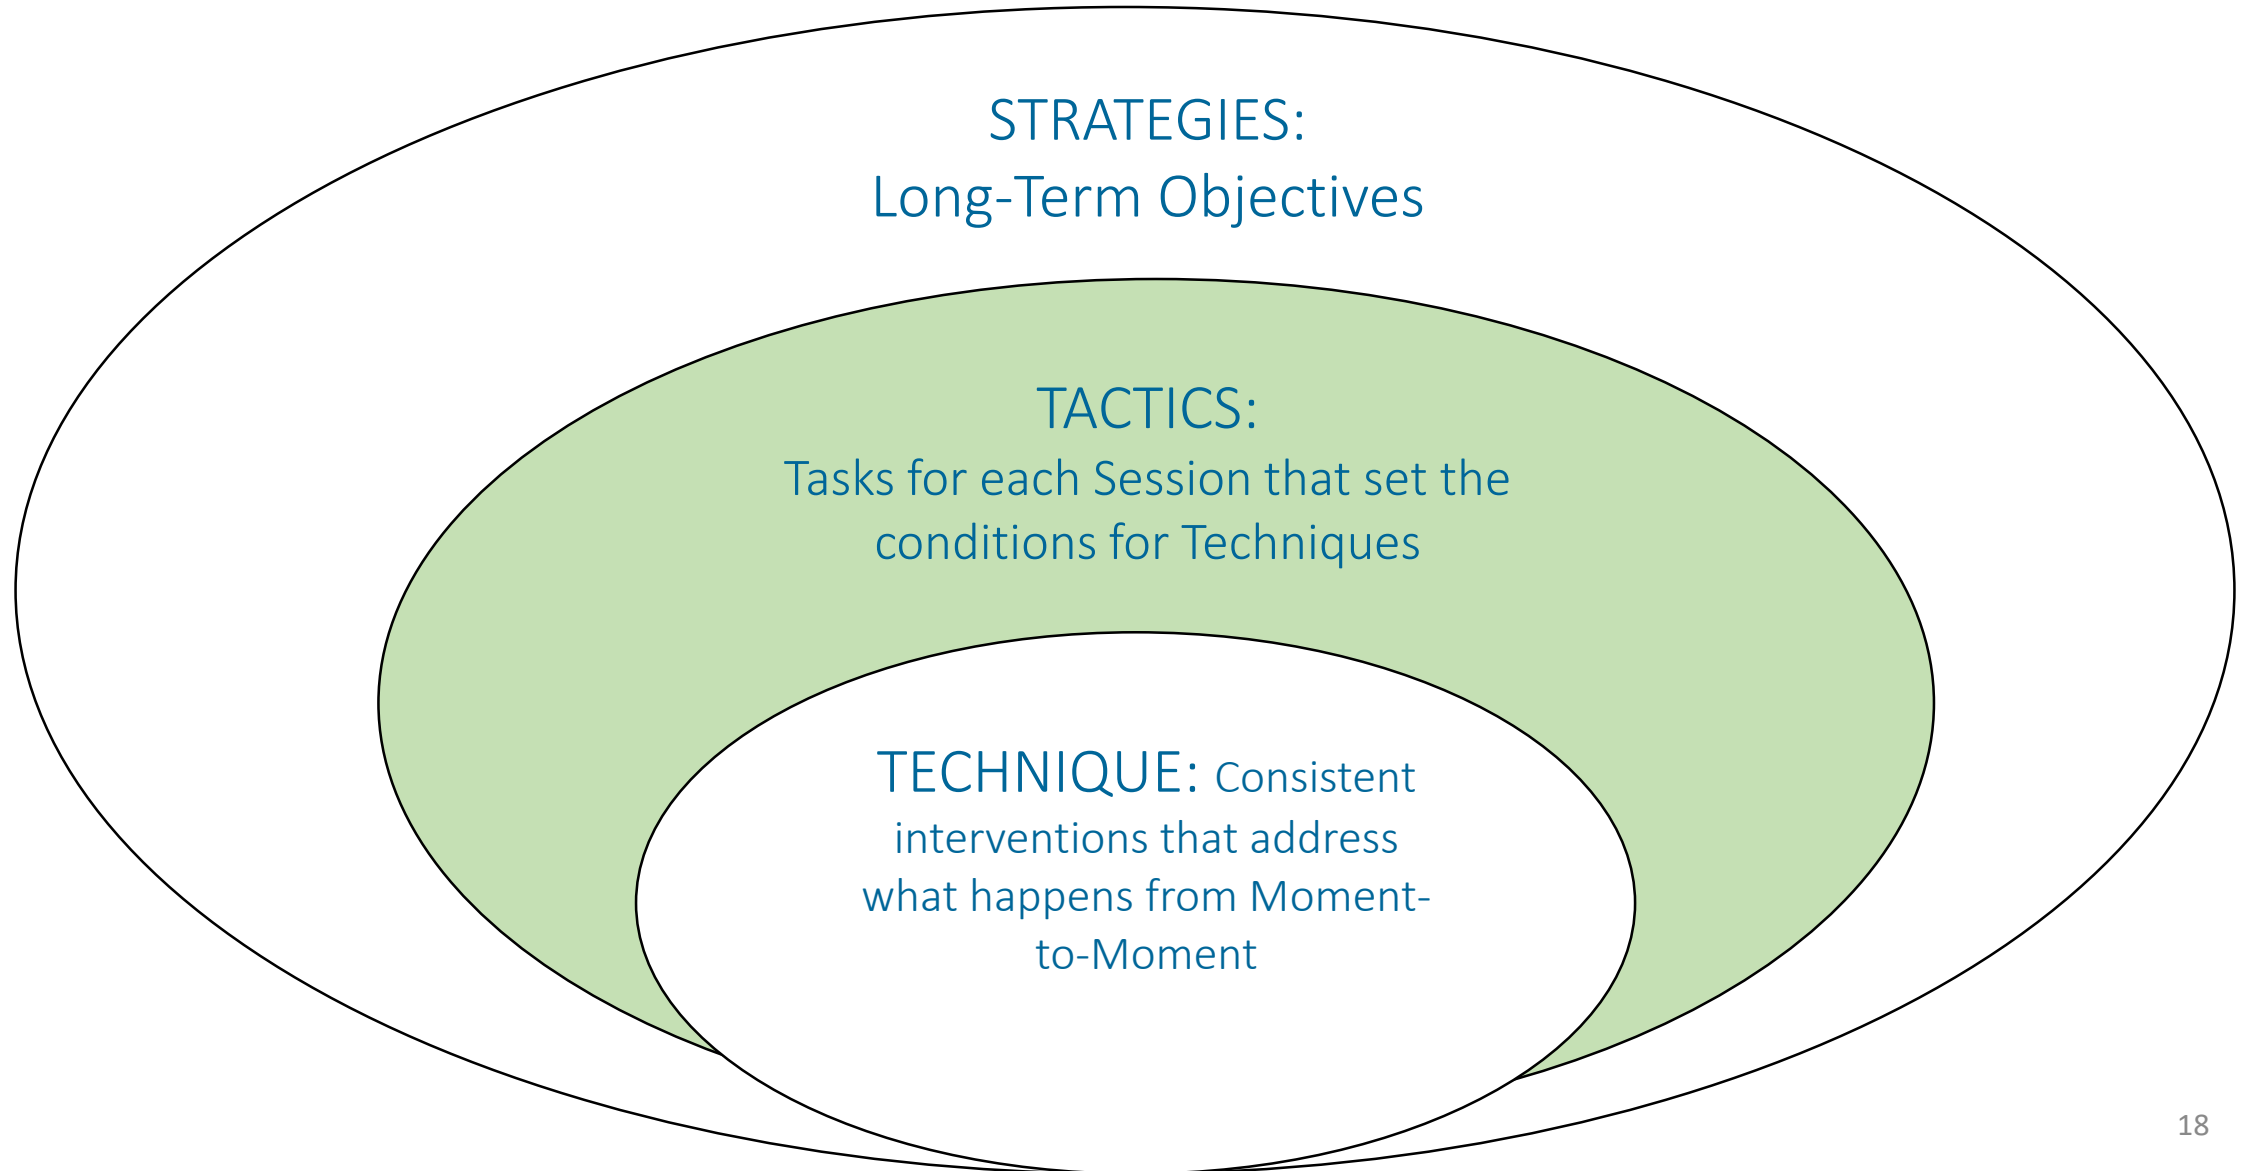 STRATEGIES:
Long-Term Objectives
TACTICS:
Tasks for each Session that set the
conditions for Techniques
TECHNIQUE: Consistent
interventions that address
what happens from Moment-
to-Moment
18